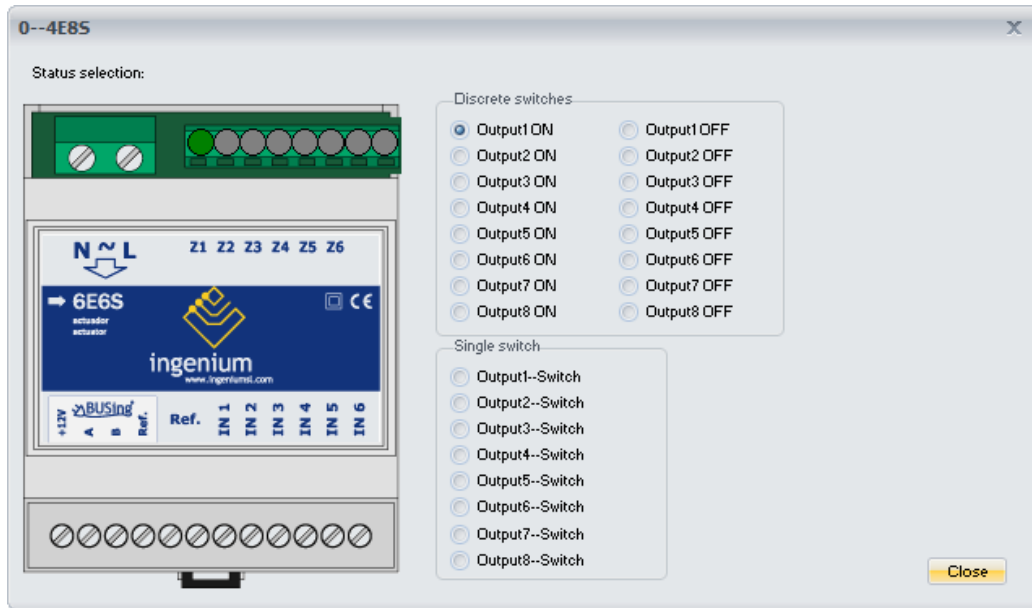 0--4E8S
X
Status selection:
N ~ L
Z1 Z2 Z3 Z4 Z5 Z6
6E6S
actuador
actuator
CE
ingenium
www.ingeniumsl.com
+12V
BUSing
A
B
Ref.
Ref.
IN 1
IN 2
IN 3
IN 4
IN 5
IN 6
Discrete switches
Output1 ON Output1 OFF
Output2 ON Output2 OFF
Output3 ON Output3 OFF
Output4 ON Output4 OFF
Output5 ON Output5 OFF
Output6 ON Output6 OFF
Output7 ON Output7 OFF
Output8 ON Output8 OFF
Single switch
Output1--Switch
Output2--Switch
Output3--Switch
Output4--Switch
Output5--Switch
Output6--Switch
Output7--Switch
Output8--Switch
Close